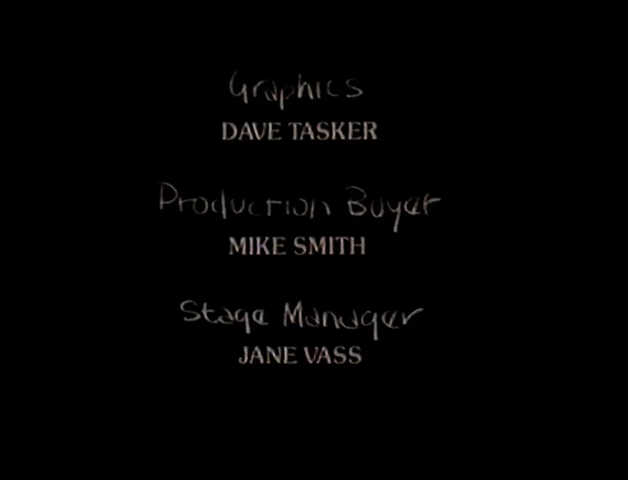 Graphics
DAVE TASKER
Production Buyer
MIKE SMITH
Stage Manager
JANE VASS